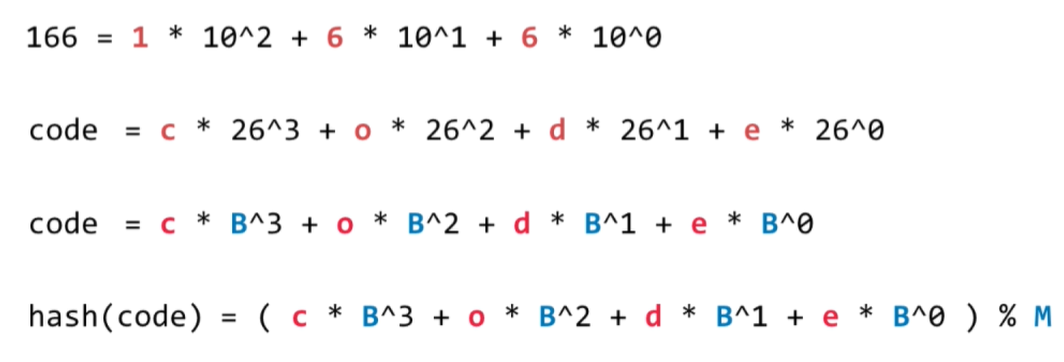 166 = 1 * 10^2 + 6 * 10^1 + 6 * 10^0
code = c * 26^3 + o * 26^2 + d * 26^1 + e * 26^0
code = c * B^3 + o * B^2 + d * B^1 + e * B^0
hash(code) = ( c * B^3 + o * B^2 + d * B^1 + e * B^0 ) % M